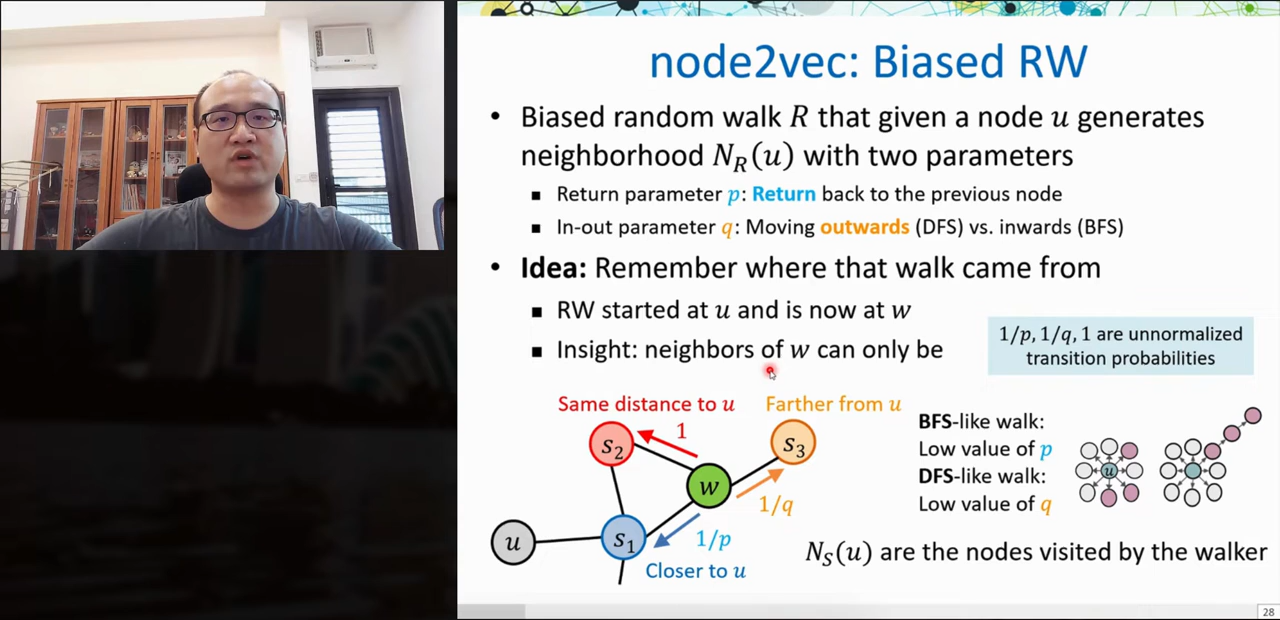 node2vec: Biased RW
• Biased random walk R that given a node u generates
neighborhood N_R(u) with two parameters
▪ Return parameter p: Return back to the previous node
▪ In-out parameter q: Moving outwards (DFS) vs. inwards (BFS)
• Idea: Remember where that walk came from
▪ RW started at u and is now at w
▪ Insight: neighbors of w can only be
1/p, 1/q, 1 are unnormalized
transition probabilities
Same distance to u
Farther from u
s₂
1
s₃
w
1/q
u
s₁
1/p
Closer to u
BFS-like walk:
Low value of p
DFS-like walk:
Low value of q
u
N_S(u) are the nodes visited by the walker
28